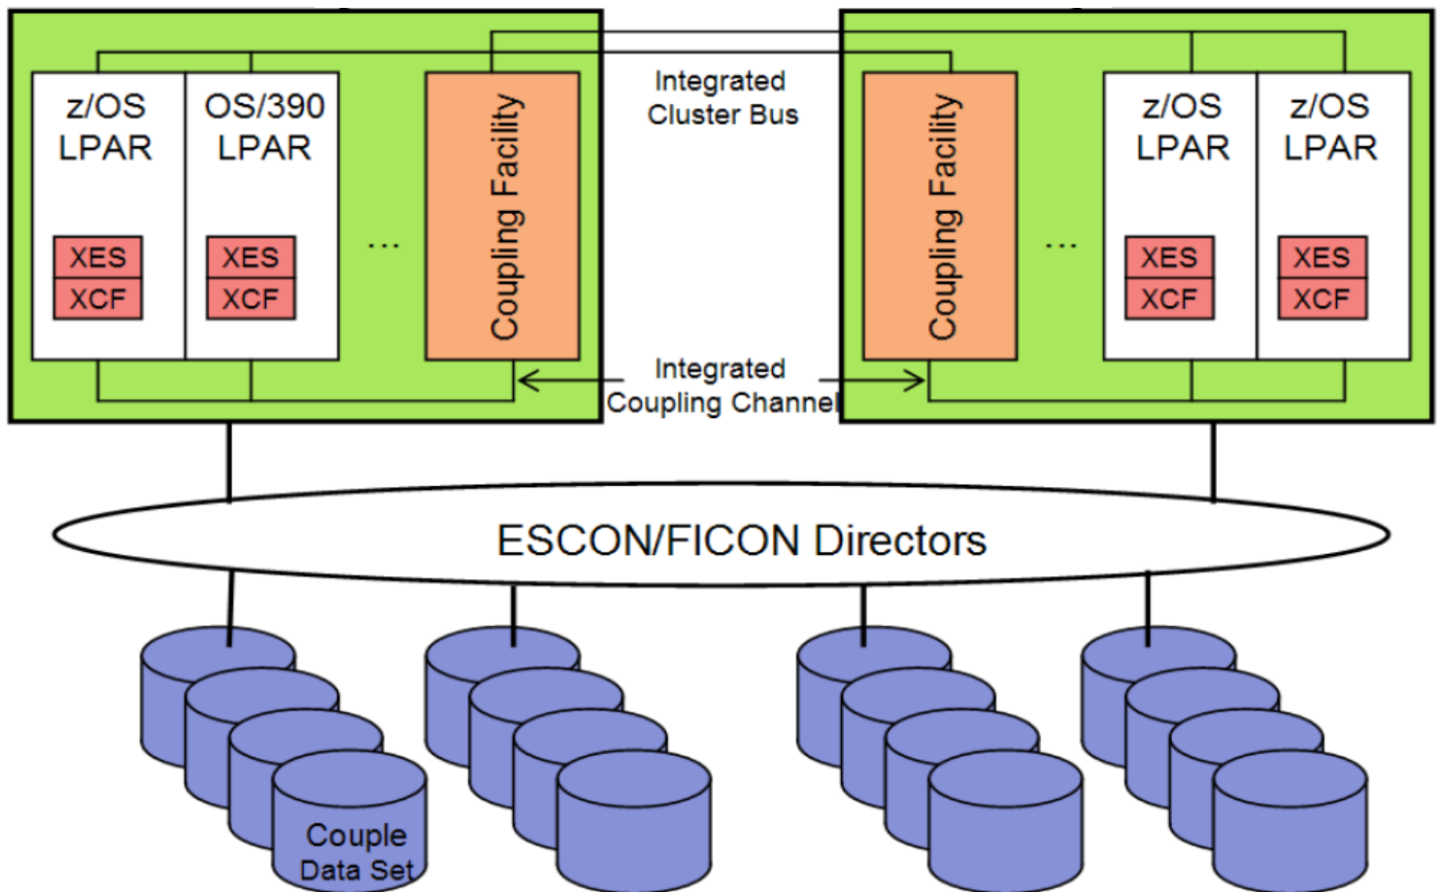 z/OS
LPAR
OS/390
LPAR
XES
XCF
XES
XCF
...
Coupling Facility
Integrated
Cluster Bus
Integrated
Coupling Channel
Coupling Facility
...
z/OS
LPAR
z/OS
LPAR
XES
XCF
XES
XCF
ESCON/FICON Directors
Couple
Data Set